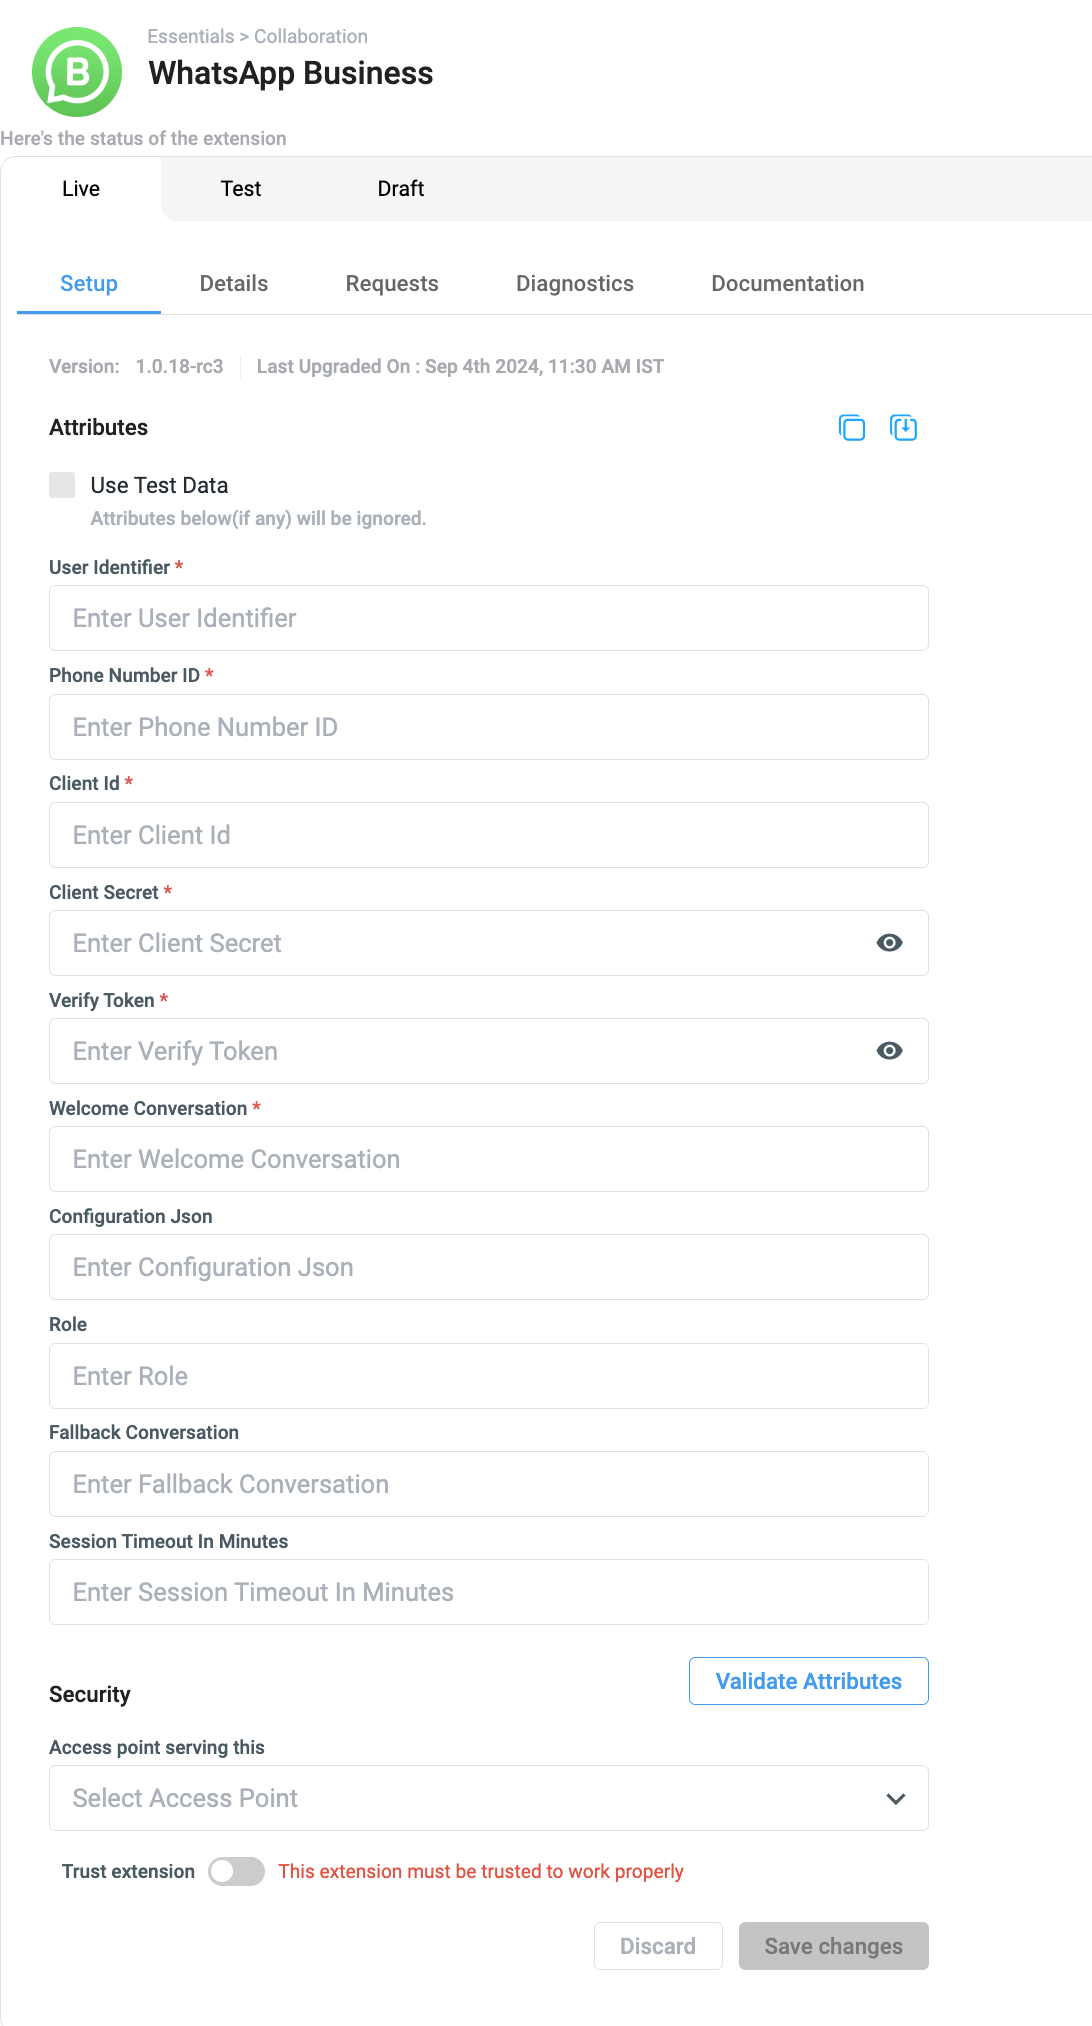 Essentials > Collaboration
WhatsApp Business
Here's the status of the extension
Live Test Draft
Setup Details Requests Diagnostics Documentation
Version: 1.0.18-rc3 Last Upgraded On : Sep 4th 2024, 11:30 AM IST
Attributes
Use Test Data
Attributes below(if any) will be ignored.
User Identifier *
Enter User Identifier
Phone Number ID *
Enter Phone Number ID
Client Id *
Enter Client Id
Client Secret *
Enter Client Secret
Verify Token *
Enter Verify Token
Welcome Conversation *
Enter Welcome Conversation
Configuration Json
Enter Configuration Json
Role
Enter Role
Fallback Conversation
Enter Fallback Conversation
Session Timeout In Minutes
Enter Session Timeout In Minutes
Validate Attributes
Security
Access point serving this
Select Access Point
Trust extension This extension must be trusted to work properly
Discard Save changes